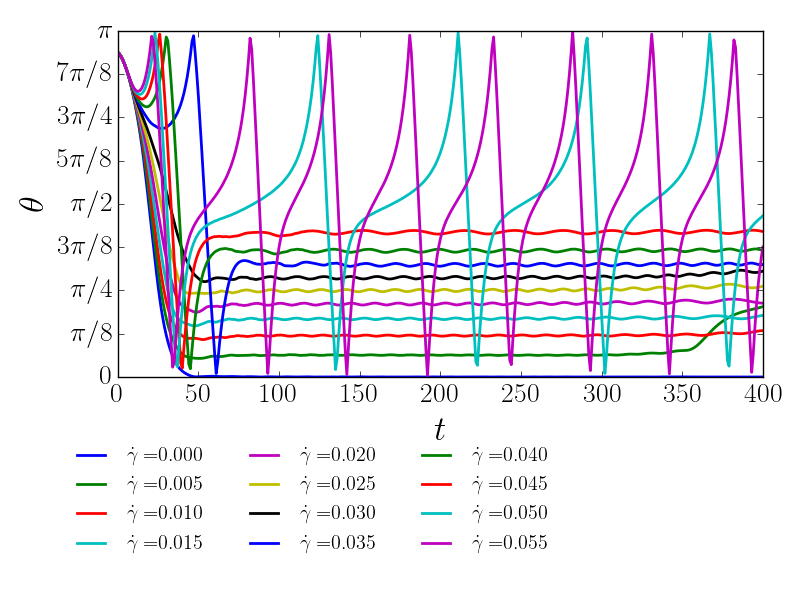 π
7π/8
3π/4
5π/8
π/2
3π/8
π/4
π/8
0
θ
0 50 100 150 200 250 300 350 400
t
γ̇ =0.000 γ̇ =0.020 γ̇ =0.040
γ̇ =0.005 γ̇ =0.025 γ̇ =0.045
γ̇ =0.010 γ̇ =0.030 γ̇ =0.050
γ̇ =0.015 γ̇ =0.035 γ̇ =0.055